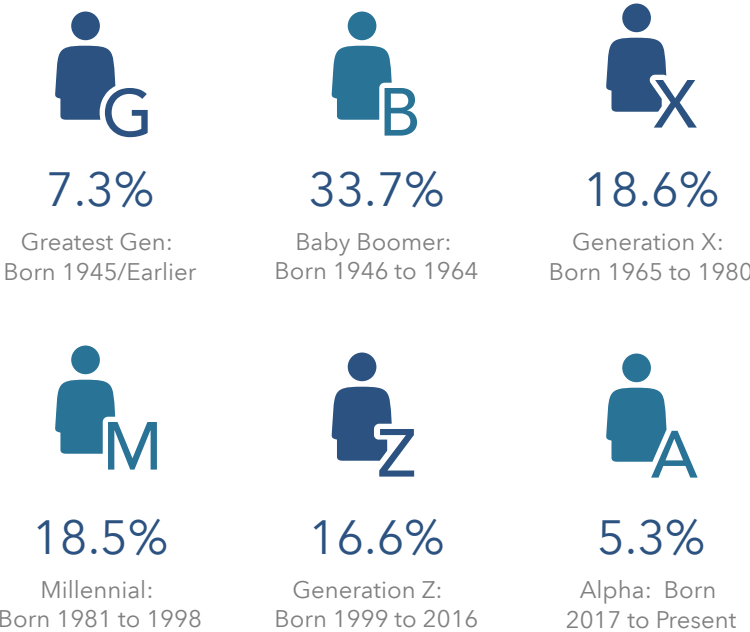 G
B
X
7.3%
33.7%
18.6%
Greatest Gen:
Born 1945/Earlier
Baby Boomer:
Born 1946 to 1964
Generation X:
Born 1965 to 1980
M
Z
A
18.5%
16.6%
5.3%
Millennial:
Born 1981 to 1998
Generation Z:
Born 1999 to 2016
Alpha: Born
2017 to Present